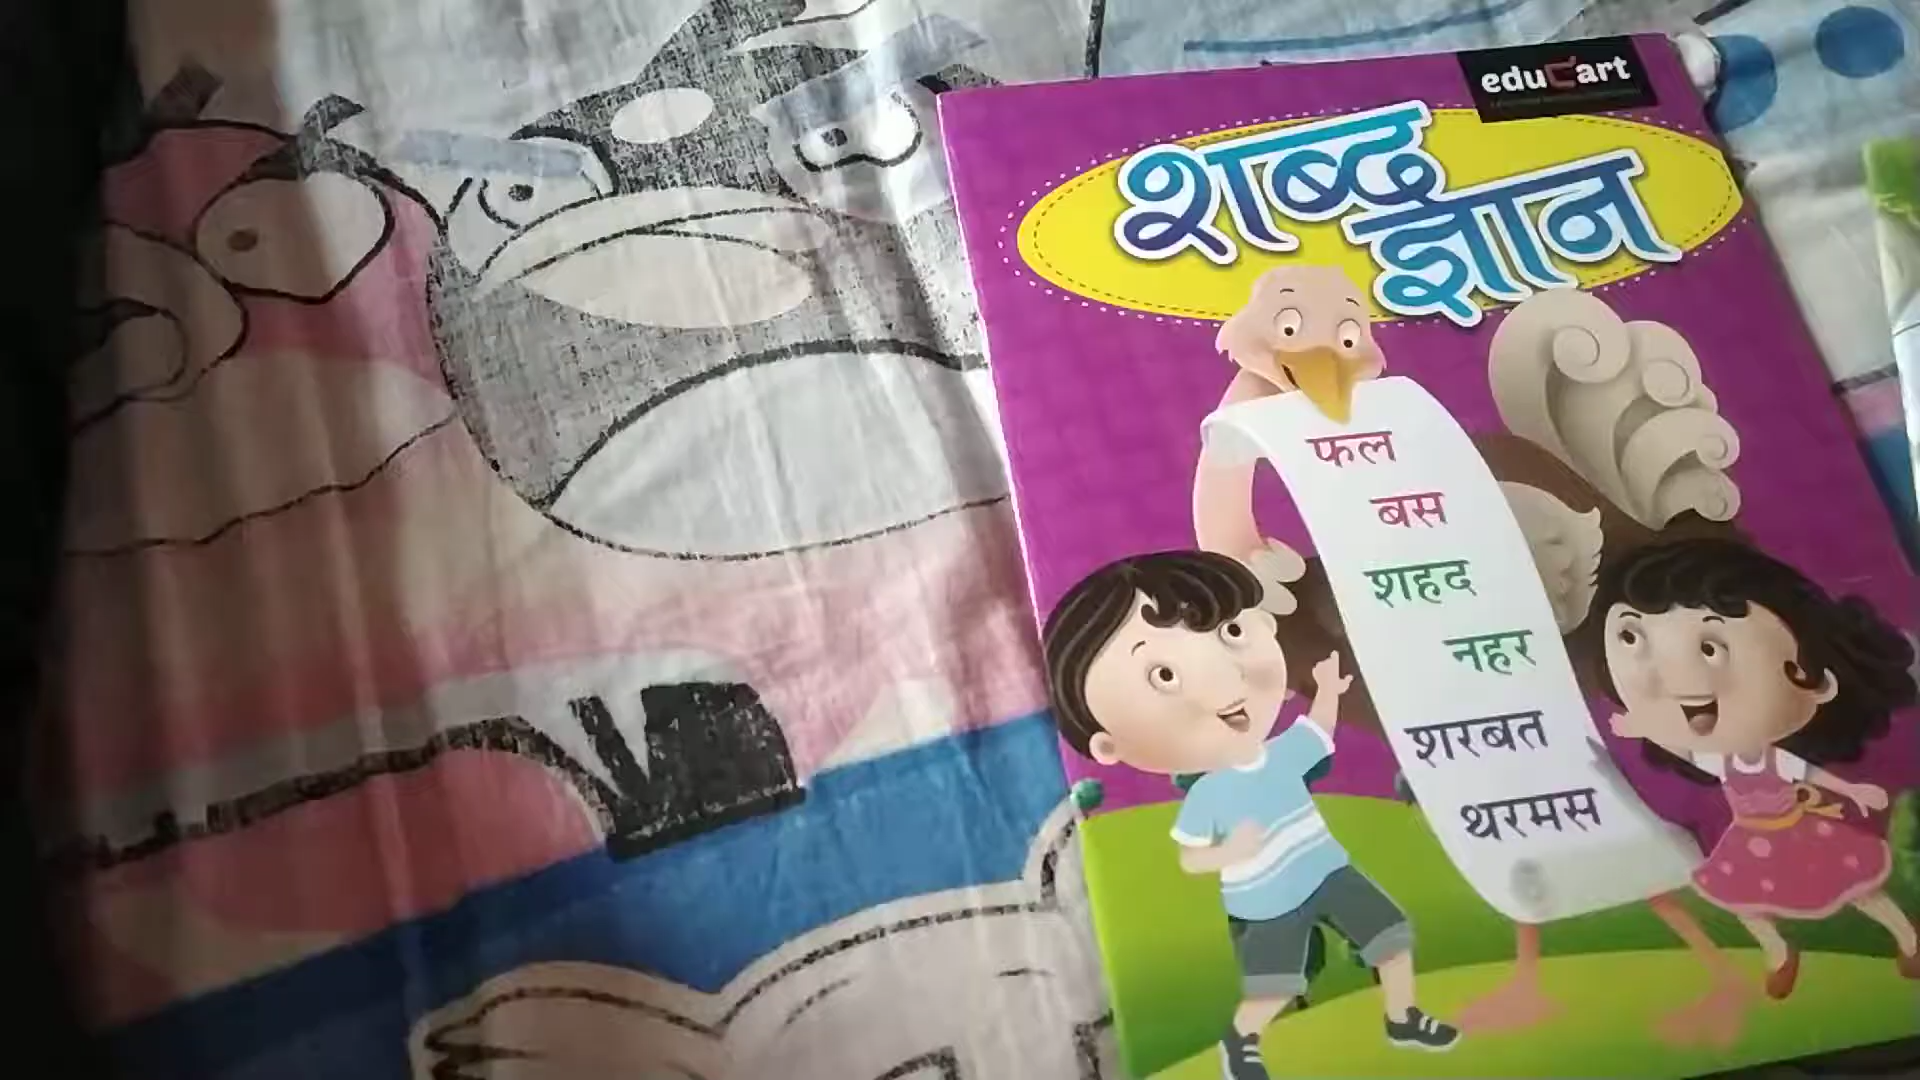 educart
शब्द
ज्ञान
फल
बस
शहद
नहर
शरबत
थरमस